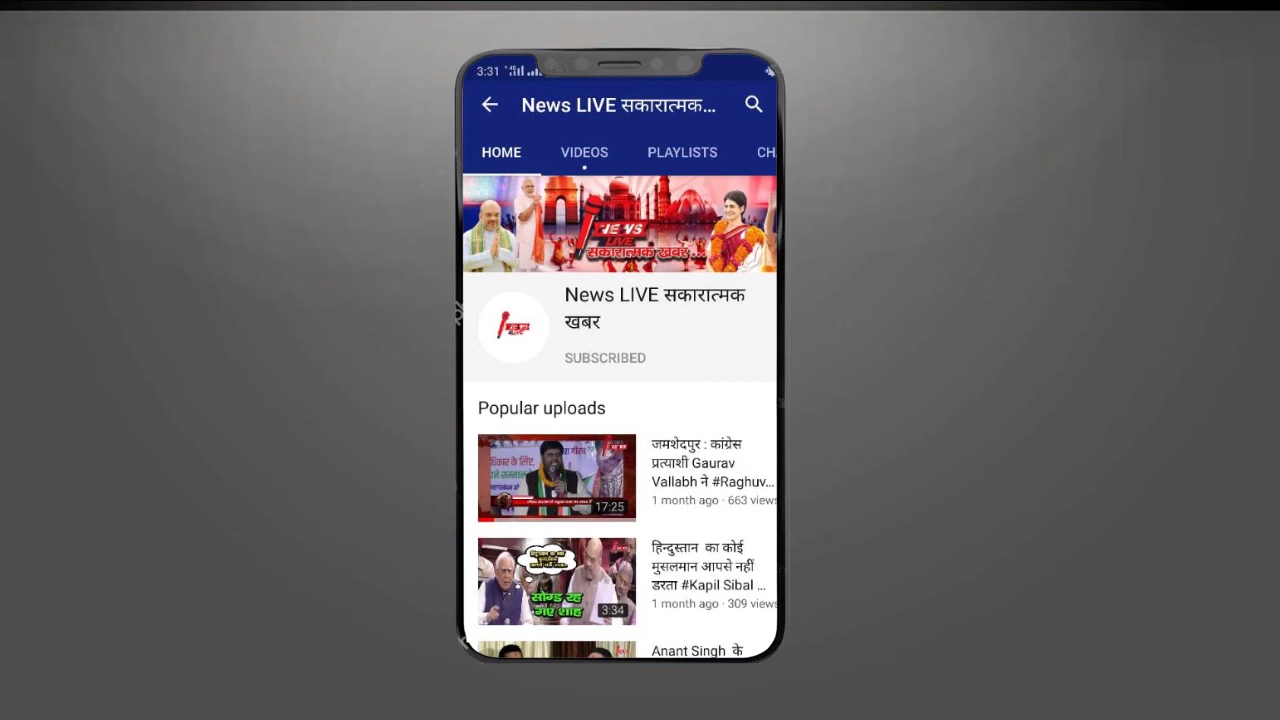 3:31
News LIVE सकारात्मक...
HOME VIDEOS PLAYLISTS CH
NEWS
LIVE
सकारात्मक खबर ...
News LIVE सकारात्मक
खबर
SUBSCRIBED
Popular uploads
जमशेदपुर : कांग्रेस
प्रत्याशी Gaurav
Vallabh ने #Raghuv...
1 month ago · 663 views
धिकार के लिए,
17:25
हिन्दुस्तान का कोई
मुसलमान आपसे नहीं
डरता #Kapil Sibal ...
1 month ago · 309 views
गए शाह
3:34
Anant Singh के